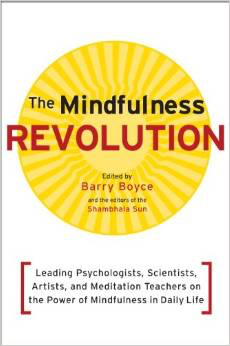 The Mindfulness
REVOLUTION
Edited by
Barry Boyce
and the editors of the
Shambhala Sun
Leading Psychologists, Scientists,
Artists, and Meditation Teachers on
the Power of Mindfulness in Daily Life